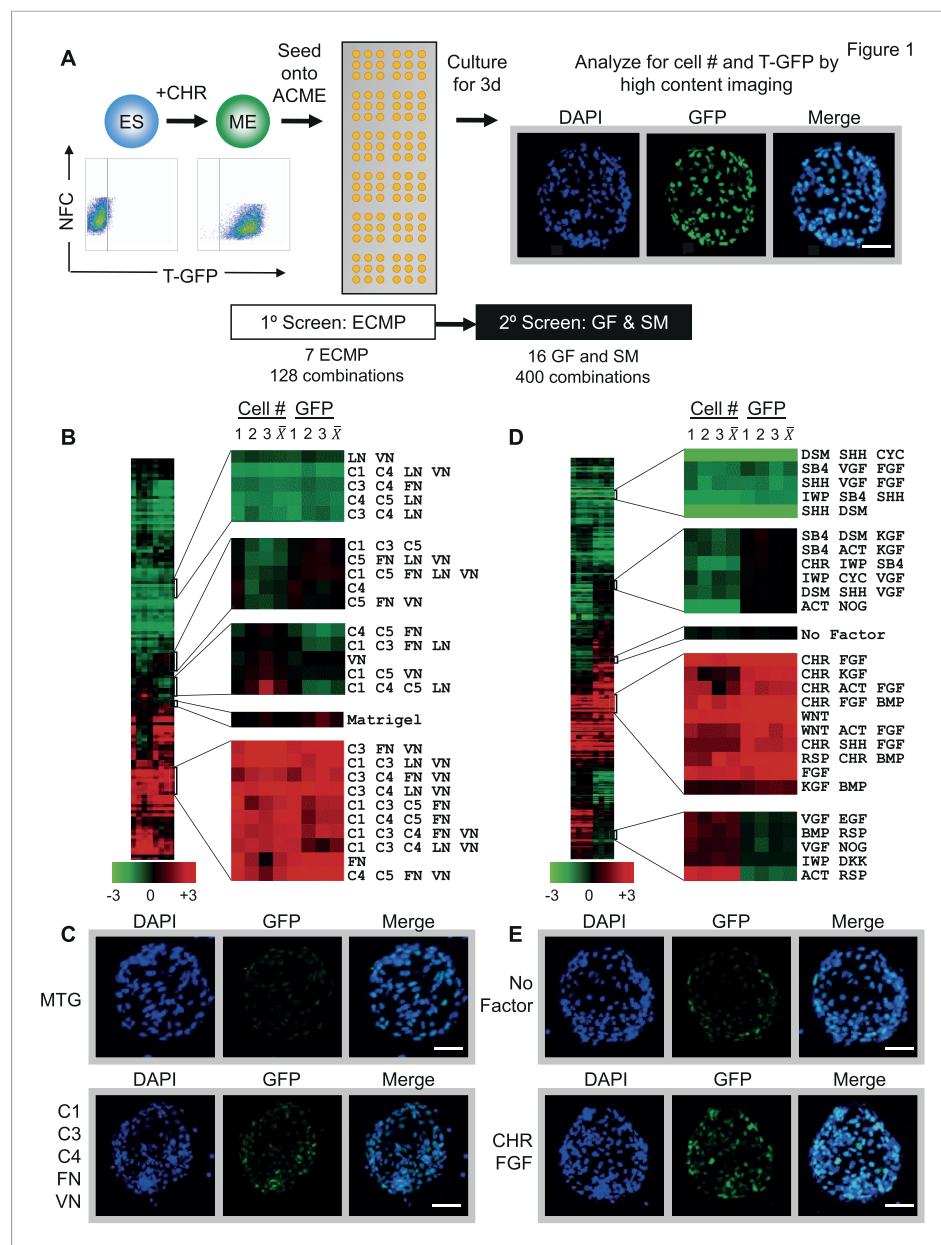 Figure 1
A
+CHR
Seed
onto
ACME
Culture
for 3d
Analyze for cell # and T-GFP by
high content imaging
ES
ME
DAPI
GFP
Merge
NFC
T-GFP
1º Screen: ECMP
2º Screen: GF & SM
7 ECMP
128 combinations
16 GF and SM
400 combinations
B
Cell #
GFP
1 2 3 X̄ 1 2 3 X̄
LN VN
C1 C4 LN VN
C3 C4 FN
C4 C5 LN
C3 C4 LN
C1 C3 C5
C5 FN LN VN
C1 C5 FN LN VN
C4
C5 FN VN
C4 C5 FN
C1 C3 FN LN
VN
C1 C5 VN
C1 C4 C5 LN
Matrigel
C3 FN VN
C1 C3 LN VN
C3 C4 FN VN
C3 C4 LN VN
C1 C3 C5 FN
C1 C4 C5 FN
C1 C3 C4 FN VN
C1 C3 C4 LN VN
FN
C4 C5 FN VN
-3 0 +3
D
Cell #
GFP
1 2 3 X̄ 1 2 3 X̄
DSM SHH CYC
SB4 VGF FGF
SHH VGF FGF
IWP SB4 SHH
SHH DSM
SB4 DSM KGF
SB4 ACT KGF
CHR IWP SB4
IWP CYC VGF
DSM SHH VGF
ACT NOG
No Factor
CHR FGF
CHR KGF
CHR ACT FGF
CHR FGF BMP
WNT
WNT ACT FGF
CHR SHH FGF
RSP CHR BMP
FGF
KGF BMP
VGF EGF
BMP RSP
VGF NOG
IWP DKK
ACT RSP
-3 0 +3
C
DAPI
GFP
Merge
MTG
DAPI
GFP
Merge
C1
C3
C4
FN
VN
E
DAPI
GFP
Merge
No
Factor
DAPI
GFP
Merge
CHR
FGF